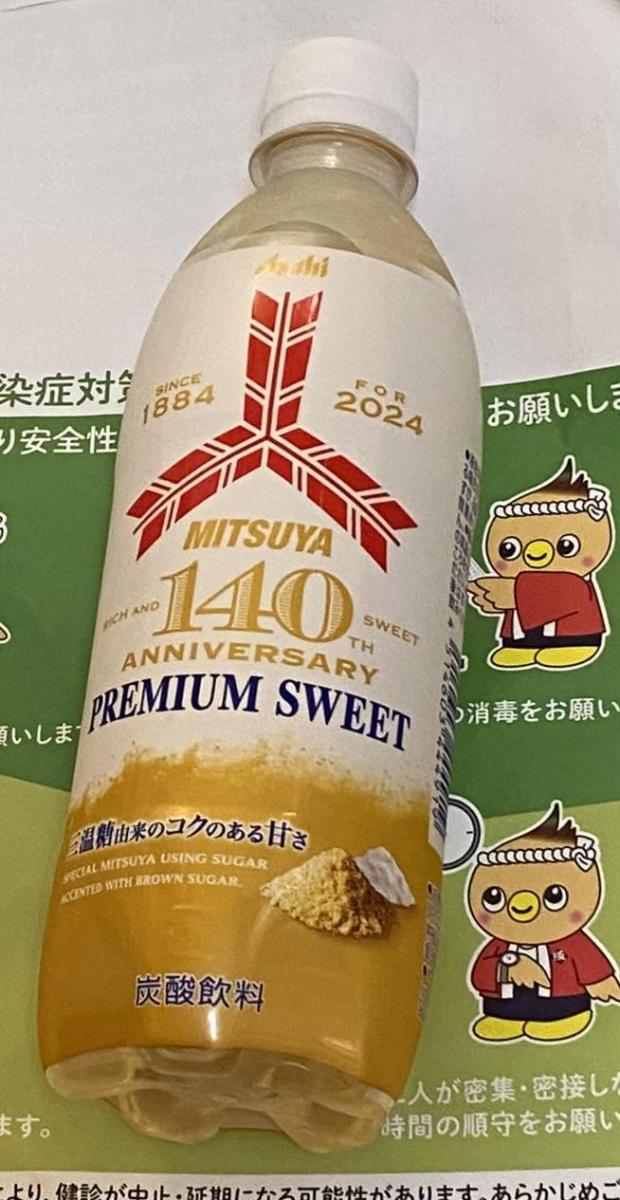 Asahi
SINCE
1884
FOR
2024
MITSUYA
RICH AND
140
TH
SWEET
ANNIVERSARY
PREMIUM SWEET
三温糖由来のコクのある甘さ
SPECIAL MITSUYA USING SUGAR
ACCENTED WITH BROWN SUGAR.
炭酸飲料
染症対策
り安全性
お願いしま
願いします
の消毒をお願い
人が密集・密接し
時間の順守をお願い
ます。
により、健診が中止・延期になる可能性があります。あらかじめご